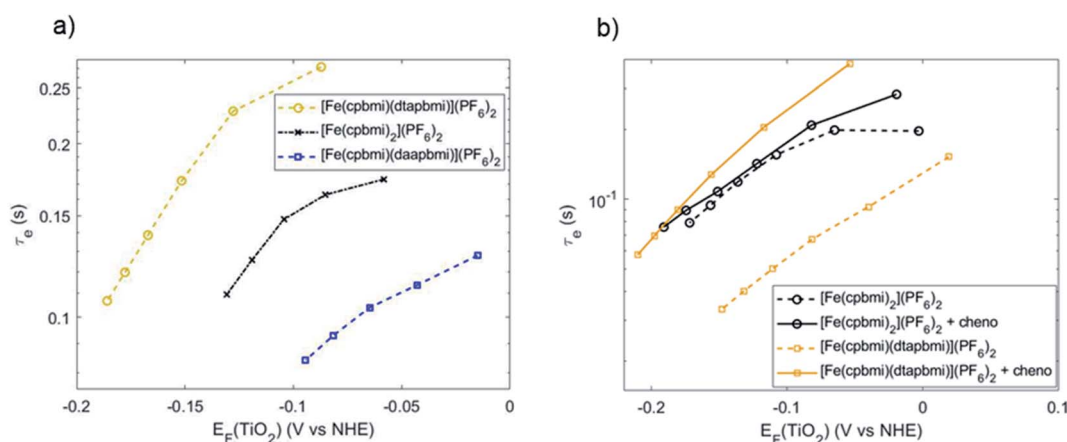 a)
0.25
0.2
0.15
0.1
τe (s)
-0.2 -0.15 -0.1 -0.05 0
EF(TiO2) (V vs NHE)
[Fe(cpbmi)(dtapbmi)](PF6)2
[Fe(cpbmi)2](PF6)2
[Fe(cpbmi)(daapbmi)](PF6)2
b)
10-1
τe (s)
-0.2 -0.1 0 0.1
EF(TiO2) (V vs NHE)
[Fe(cpbmi)2](PF6)2
[Fe(cpbmi)2](PF6)2 + cheno
[Fe(cpbmi)(dtapbmi)](PF6)2
[Fe(cpbmi)(dtapbmi)](PF6)2 + cheno